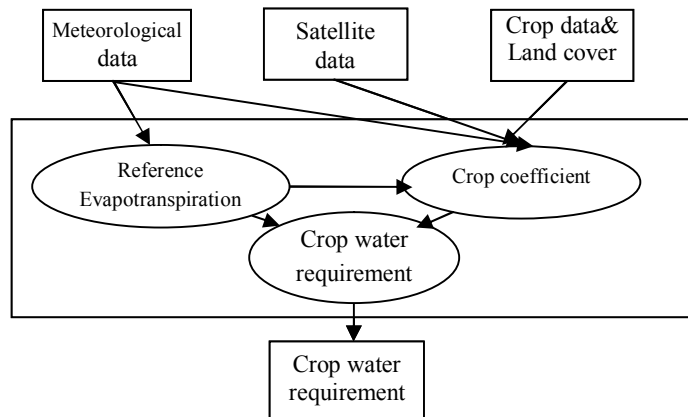 Meteorological
data
Satellite
data
Crop data&
Land cover
Reference
Evapotranspiration
Crop coefficient
Crop water
requirement
Crop water
requirement